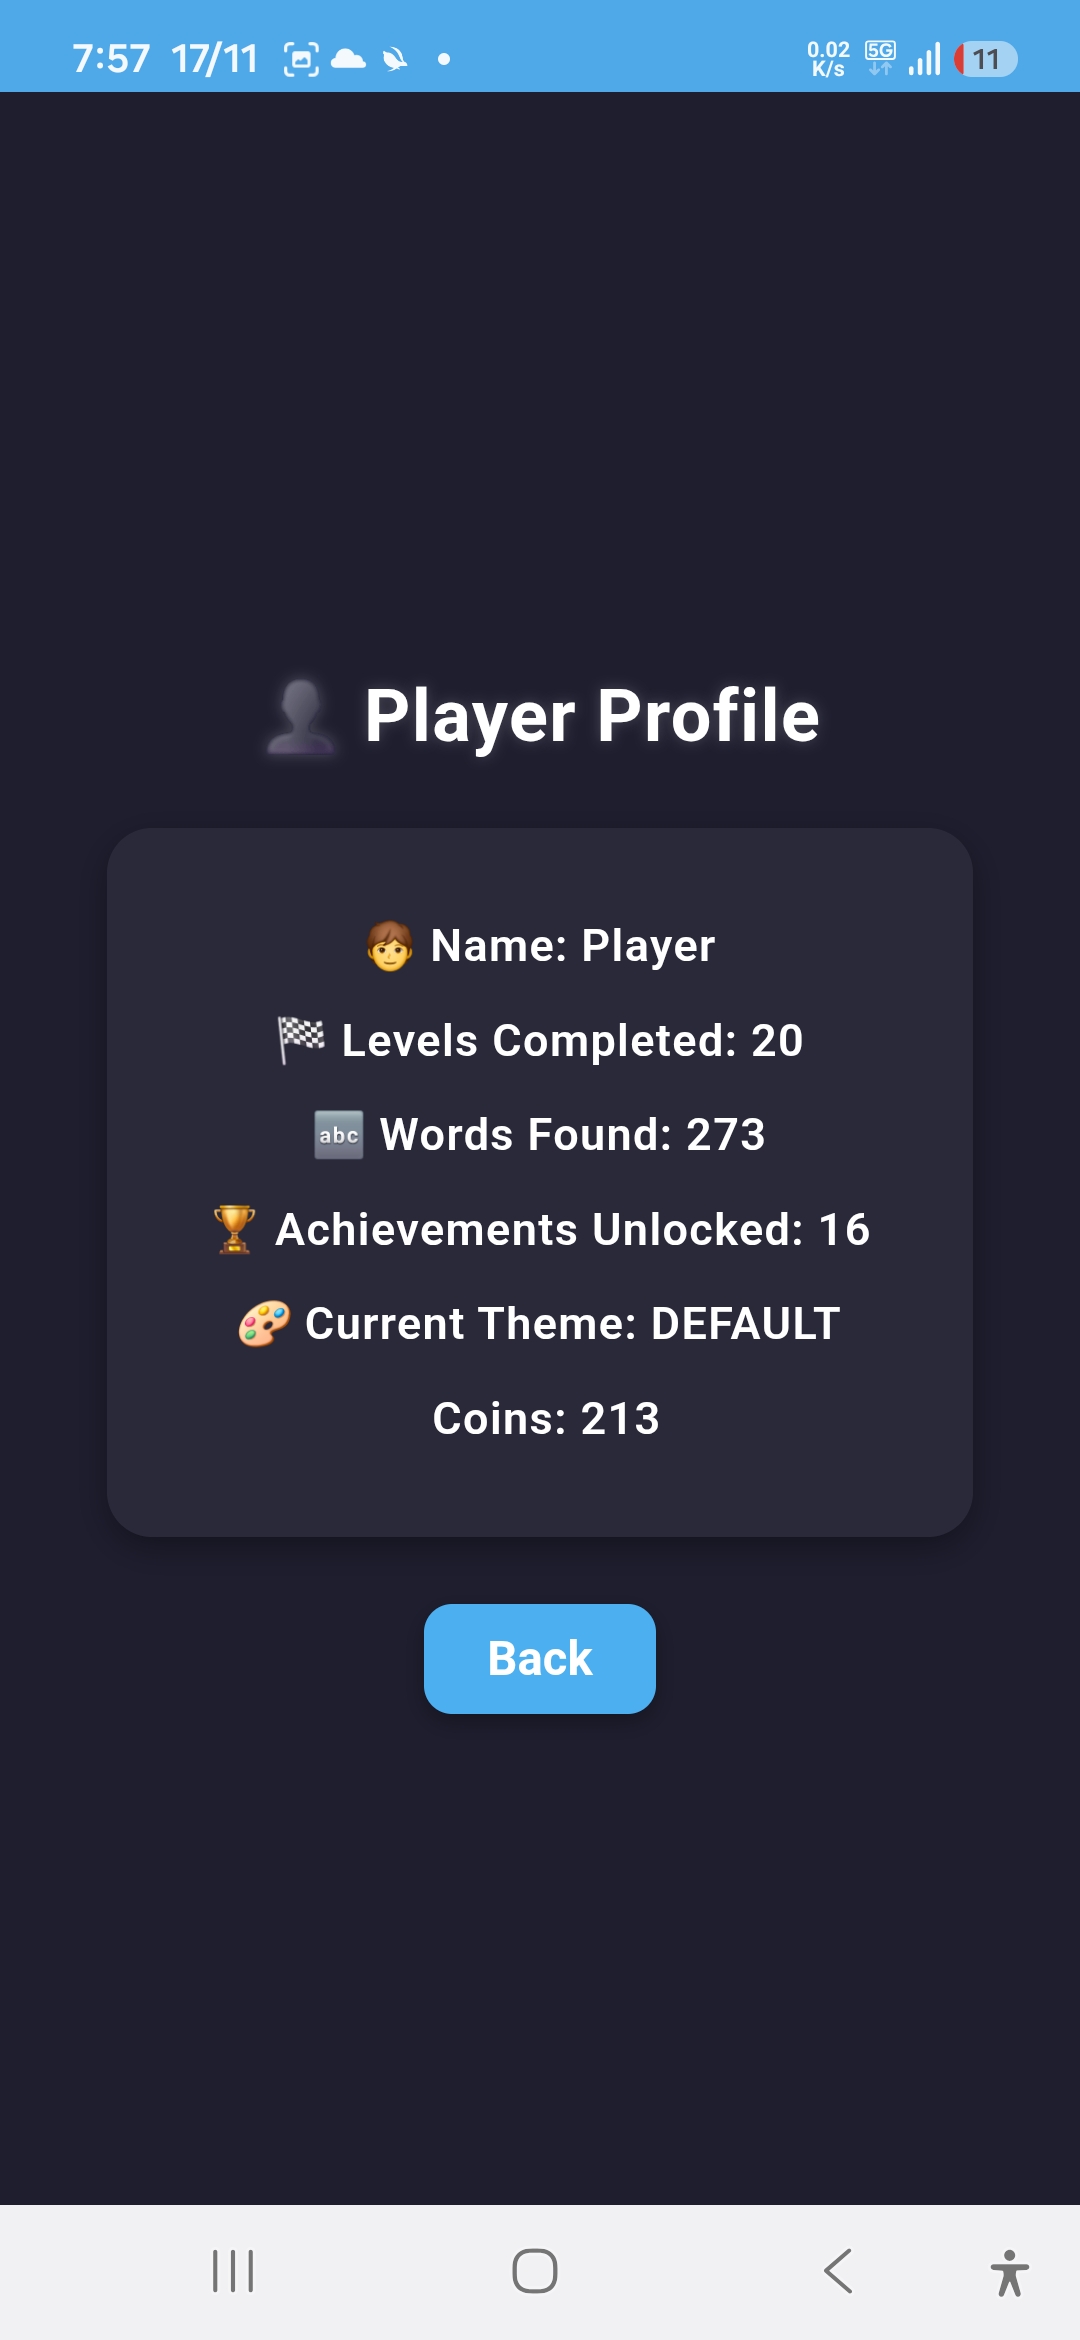 7:57 17/11
0.02 K/s 5G 11
Player Profile
Name: Player
Levels Completed: 20
abc Words Found: 273
Achievements Unlocked: 16
Current Theme: DEFAULT
Coins: 213
Back